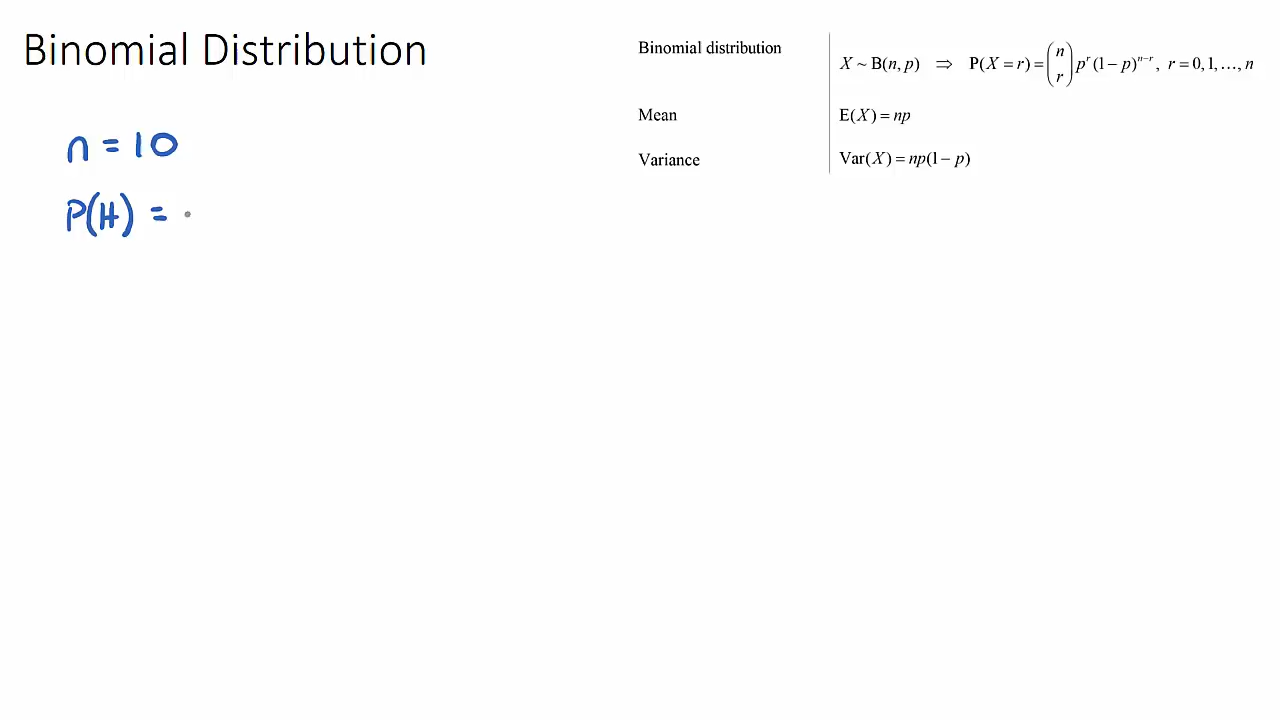 Binomial Distribution
n = 10
P(H) =
Binomial distribution X ~ B(n, p) ⇒ P(X = r) = (n r) p^r (1 − p)^{n−r}, r = 0, 1, …, n
Mean E(X) = np
Variance Var(X) = np(1 − p)